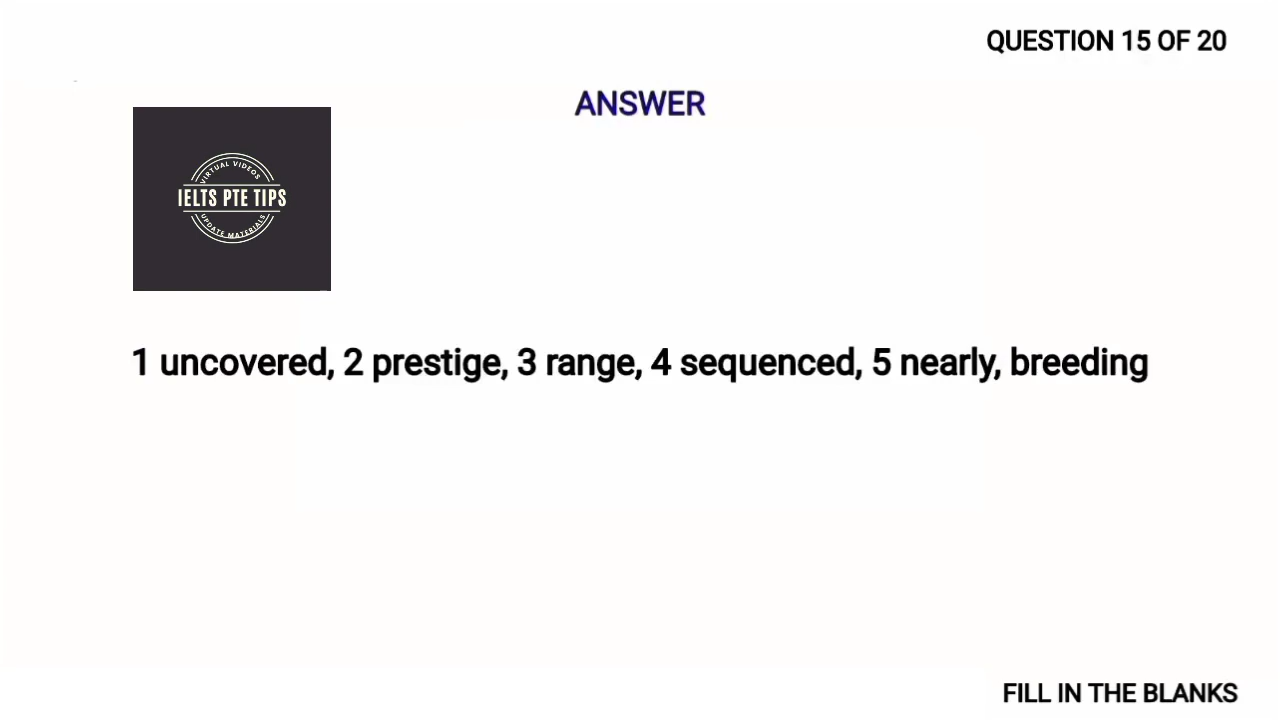 QUESTION 15 OF 20
ANSWER
VIRTUAL VIDEOS
IELTS PTE TIPS
UPDATE MATERIALS
1 uncovered, 2 prestige, 3 range, 4 sequenced, 5 nearly, breeding
FILL IN THE BLANKS